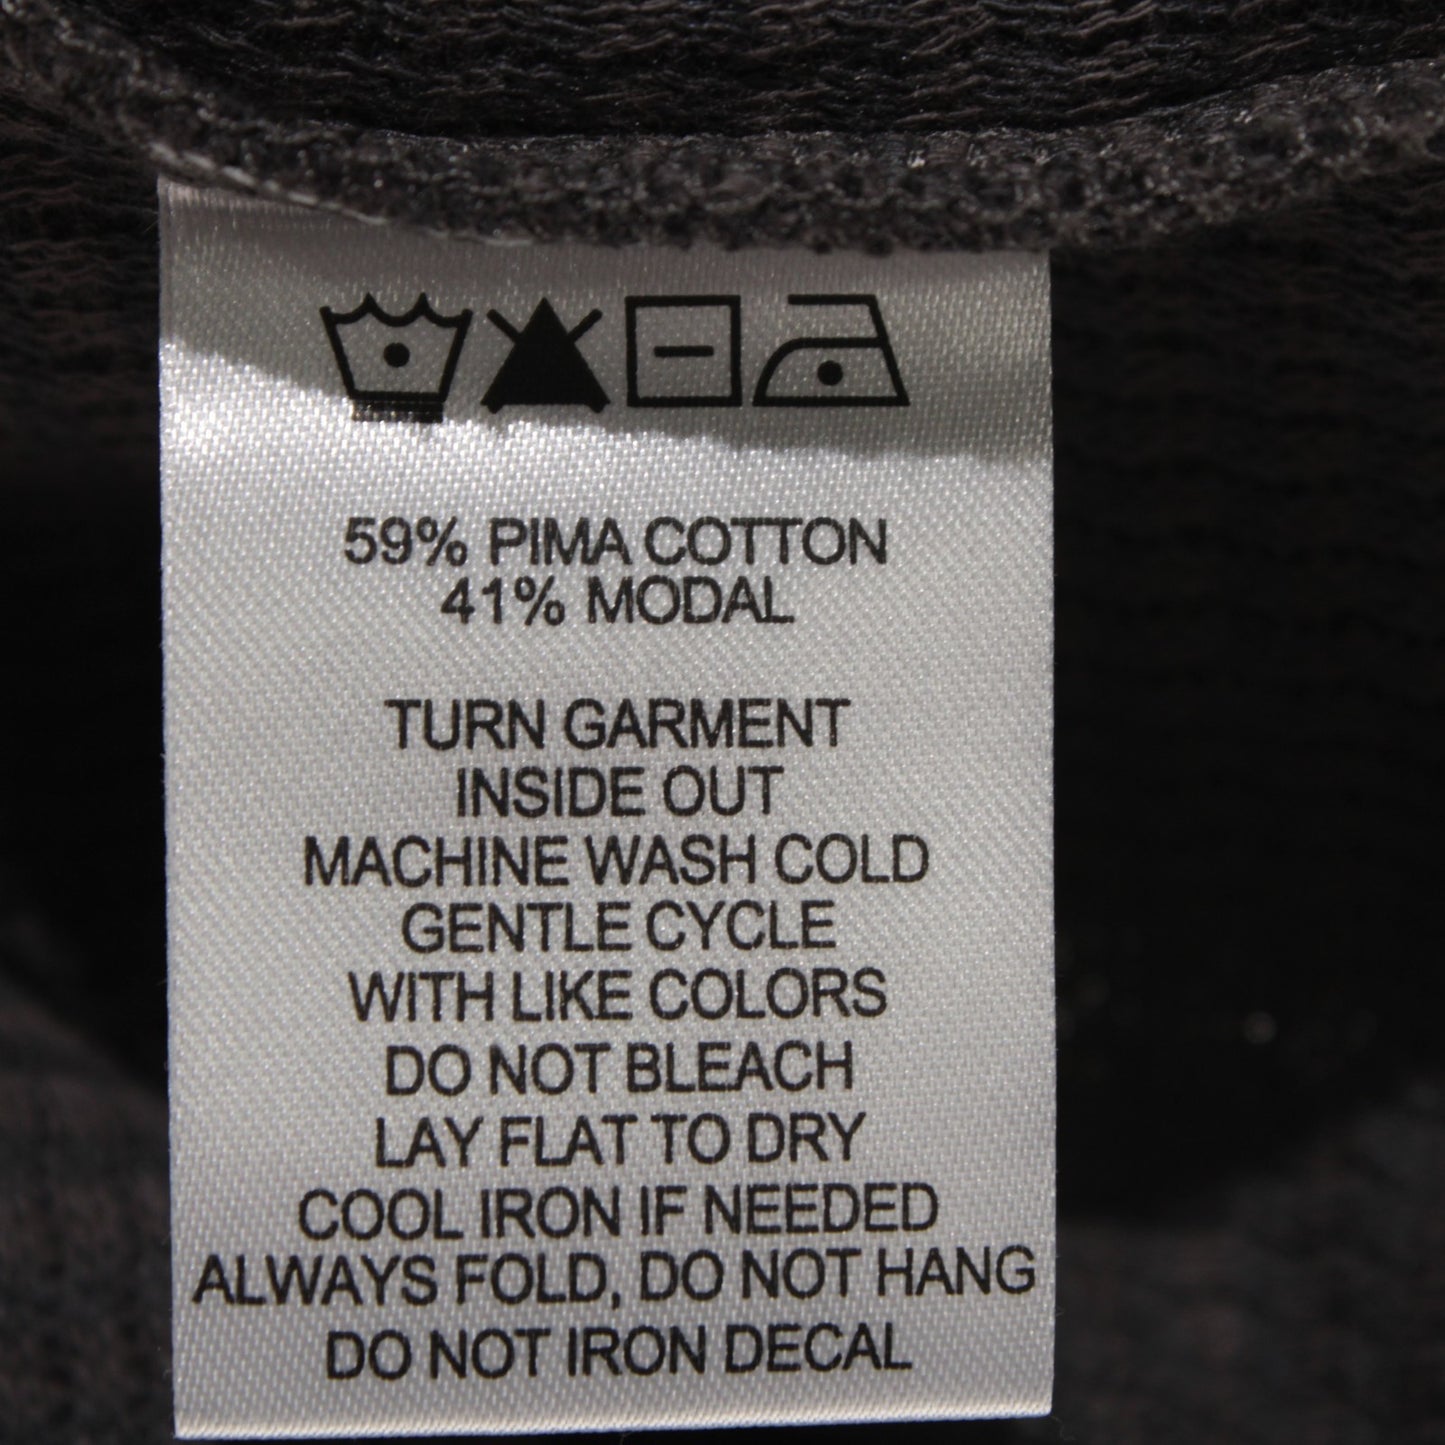 59% PIMA COTTON
41% MODAL
TURN GARMENT
INSIDE OUT
MACHINE WASH COLD
GENTLE CYCLE
WITH LIKE COLORS
DO NOT BLEACH
LAY FLAT TO DRY
COOL IRON IF NEEDED
ALWAYS FOLD, DO NOT HANG
DO NOT IRON DECAL